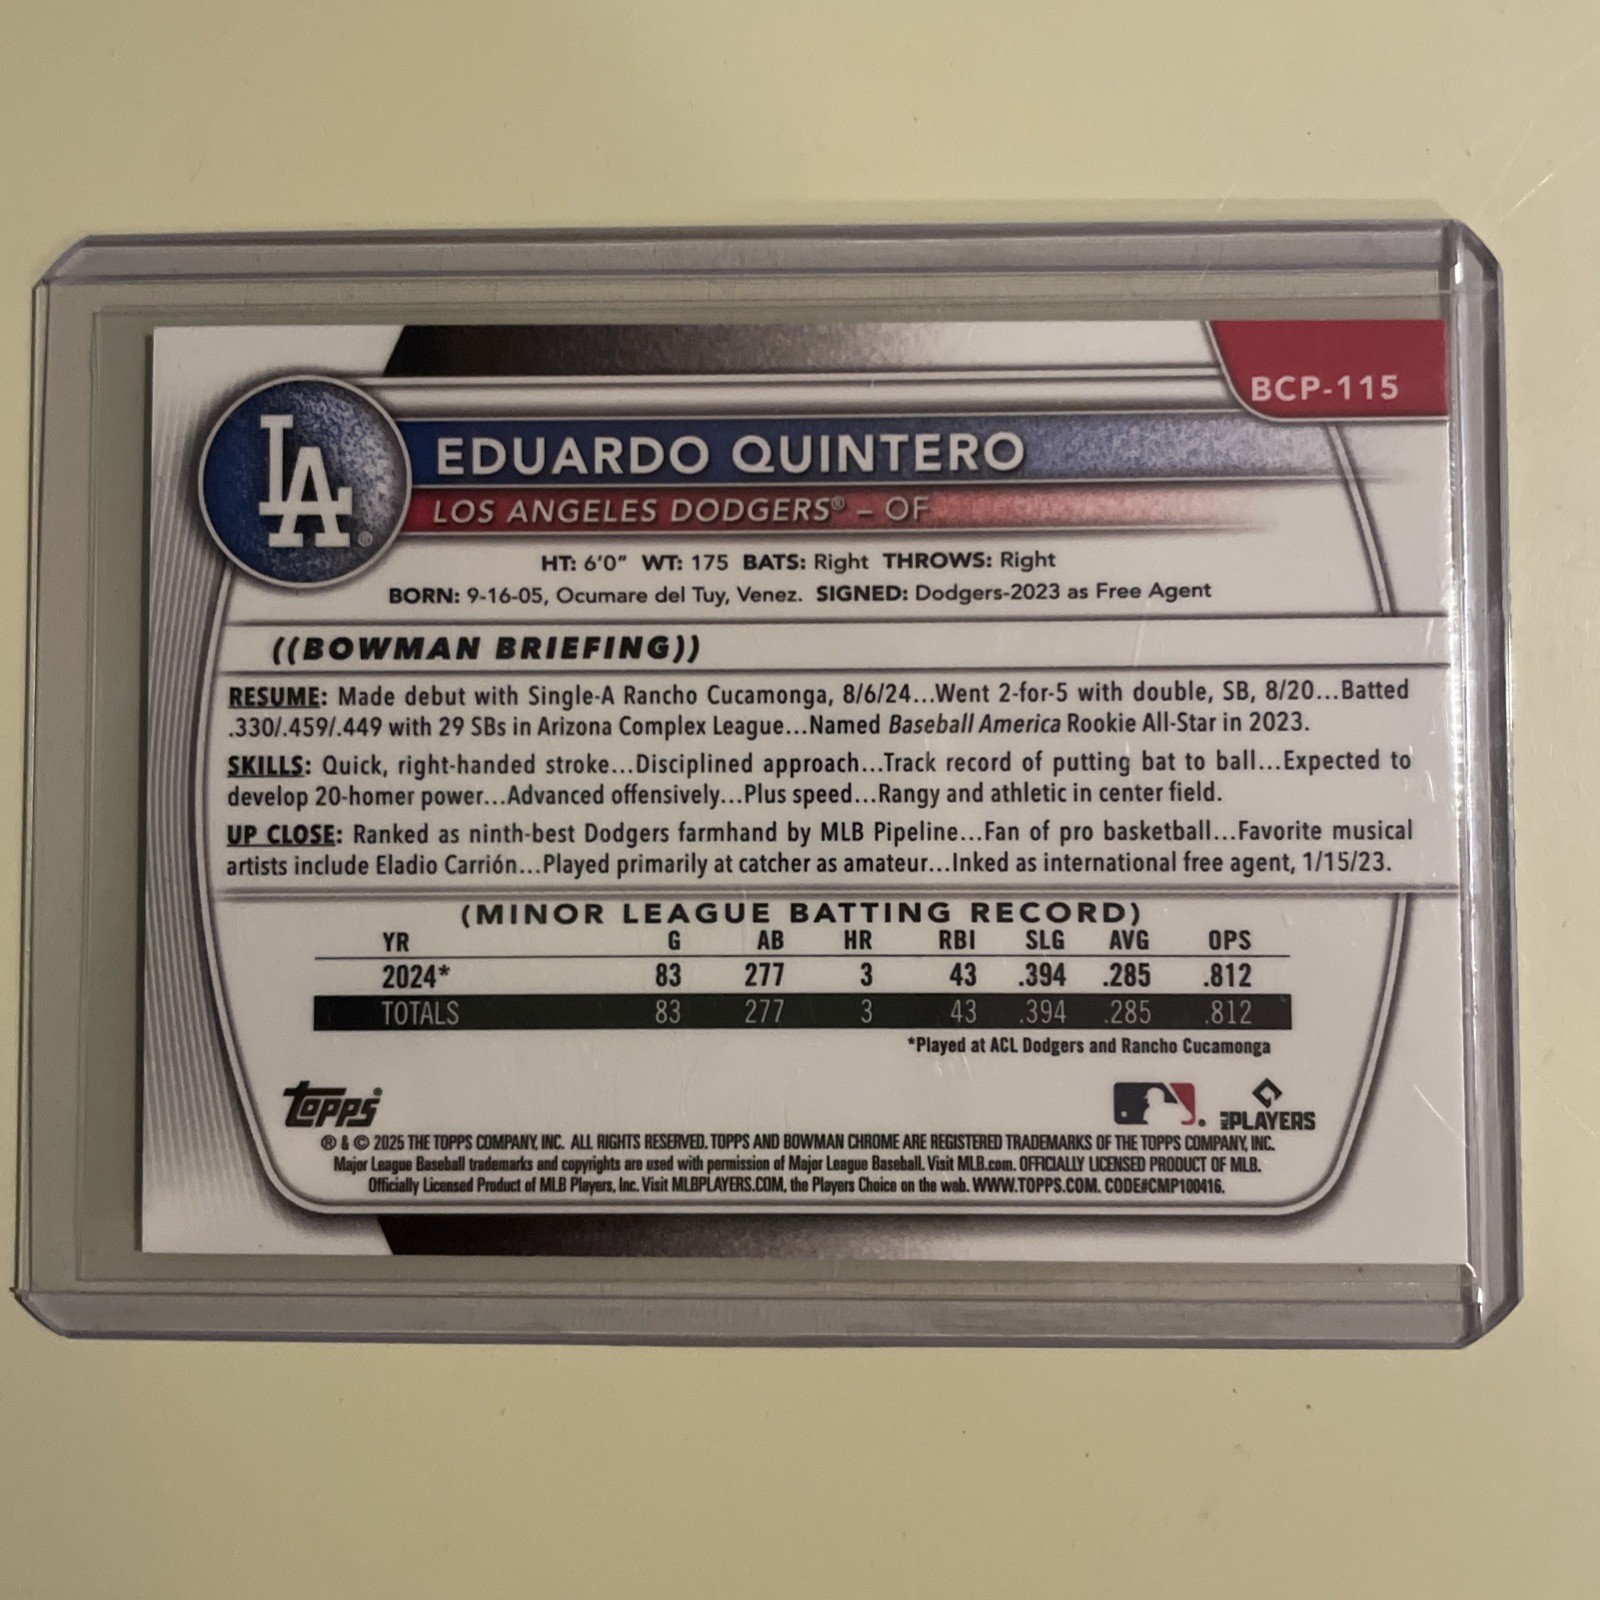 BCP-115
LA®
EDUARDO QUINTERO
LOS ANGELES DODGERS® – OF
HT: 6'0" WT: 175 BATS: Right THROWS: Right
BORN: 9-16-05, Ocumare del Tuy, Venez. SIGNED: Dodgers-2023 as Free Agent
((BOWMAN BRIEFING))
RESUME: Made debut with Single-A Rancho Cucamonga, 8/6/24...Went 2-for-5 with double, SB, 8/20...Batted
.330/.459/.449 with 29 SBs in Arizona Complex League...Named Baseball America Rookie All-Star in 2023.
SKILLS: Quick, right-handed stroke...Disciplined approach...Track record of putting bat to ball...Expected to
develop 20-homer power...Advanced offensively...Plus speed...Rangy and athletic in center field.
UP CLOSE: Ranked as ninth-best Dodgers farmhand by MLB Pipeline...Fan of pro basketball...Favorite musical
artists include Eladio Carrión...Played primarily at catcher as amateur...Inked as international free agent, 1/15/23.
(MINOR LEAGUE BATTING RECORD)
YR G AB HR RBI SLG AVG OPS
2024* 83 277 3 43 .394 .285 .812
TOTALS 83 277 3 43 .394 .285 .812
*Played at ACL Dodgers and Rancho Cucamonga
Topps®
MLB PLAYERS
® & © 2025 THE TOPPS COMPANY, INC. ALL RIGHTS RESERVED. TOPPS AND BOWMAN CHROME ARE REGISTERED TRADEMARKS OF THE TOPPS COMPANY, INC.
Major League Baseball trademarks and copyrights are used with permission of Major League Baseball. Visit MLB.com. OFFICIALLY LICENSED PRODUCT OF MLB.
Officially Licensed Product of MLB Players, Inc. Visit MLBPLAYERS.COM, the Players Choice on the web. WWW.TOPPS.COM. CODE#CMP100416.